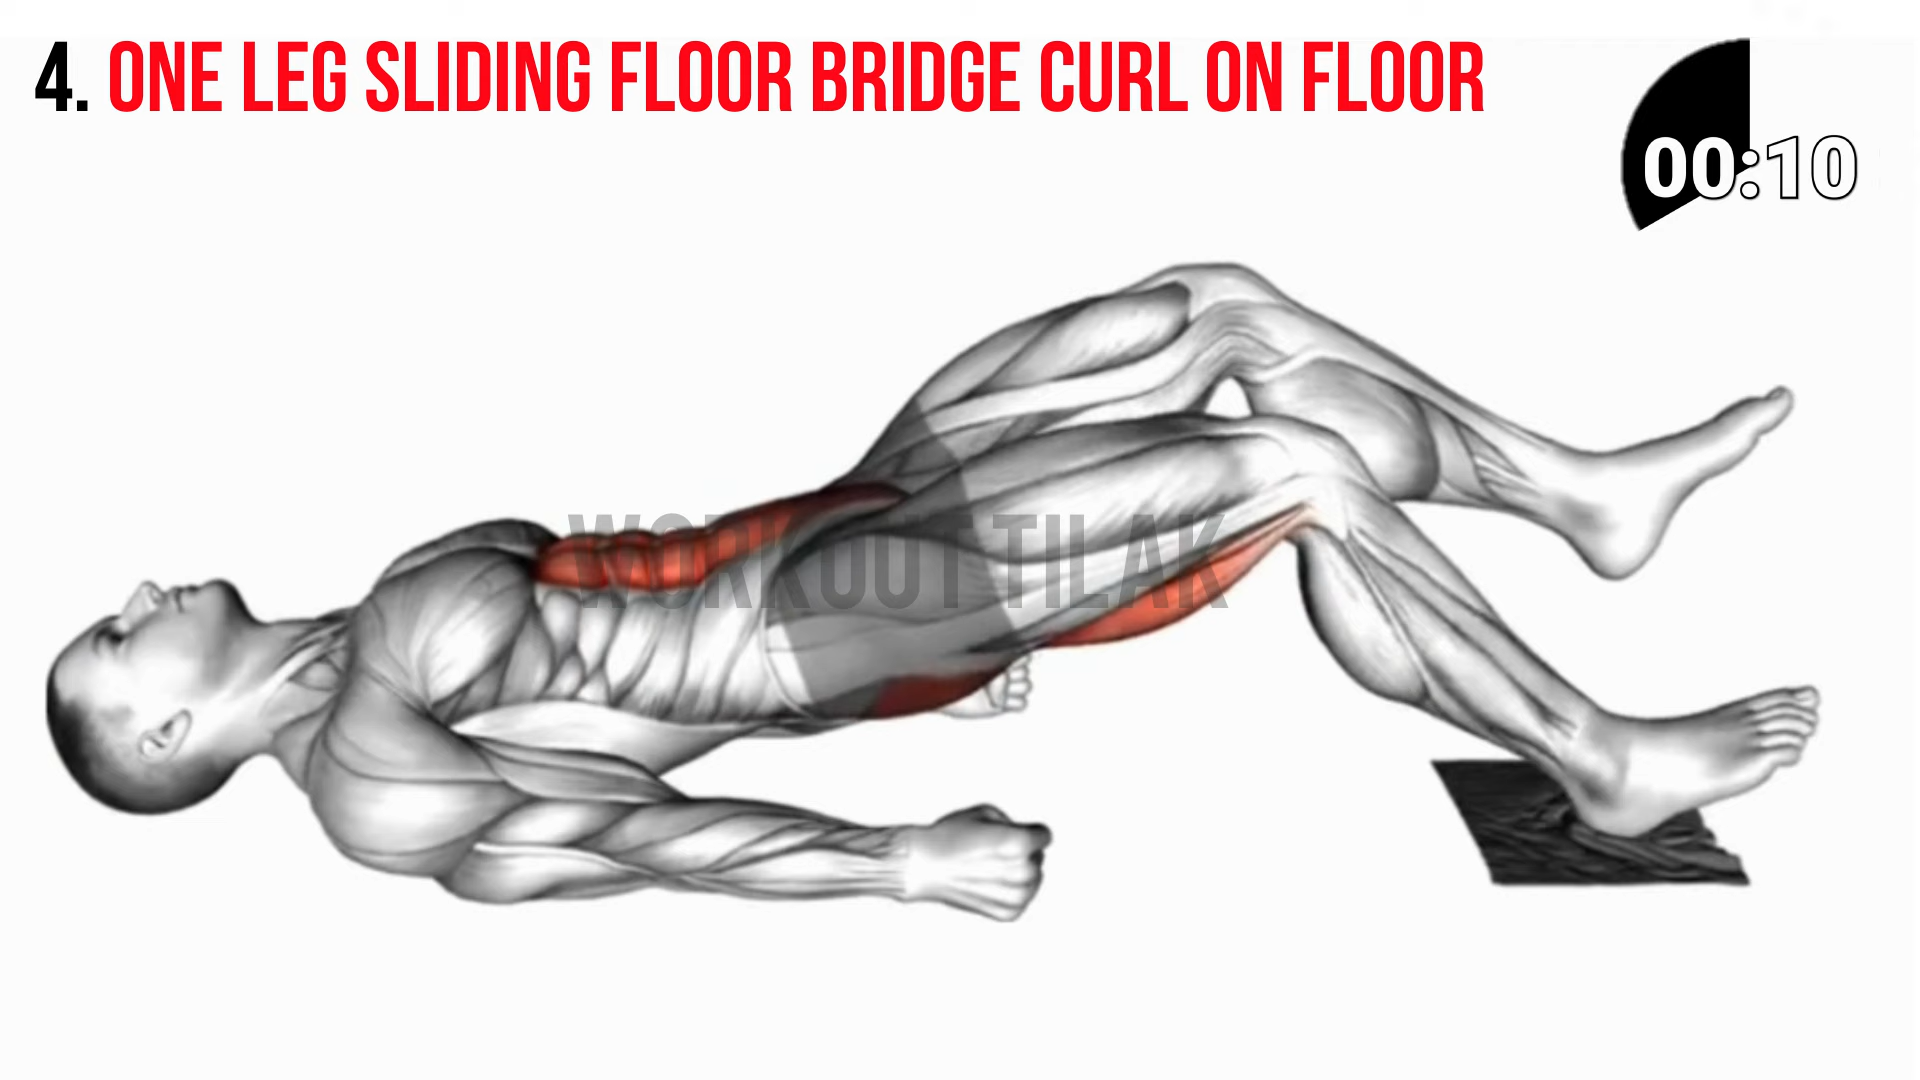 4. ONE LEG SLIDING FLOOR BRIDGE CURL ON FLOOR
00:10
WORKOUT TILAK